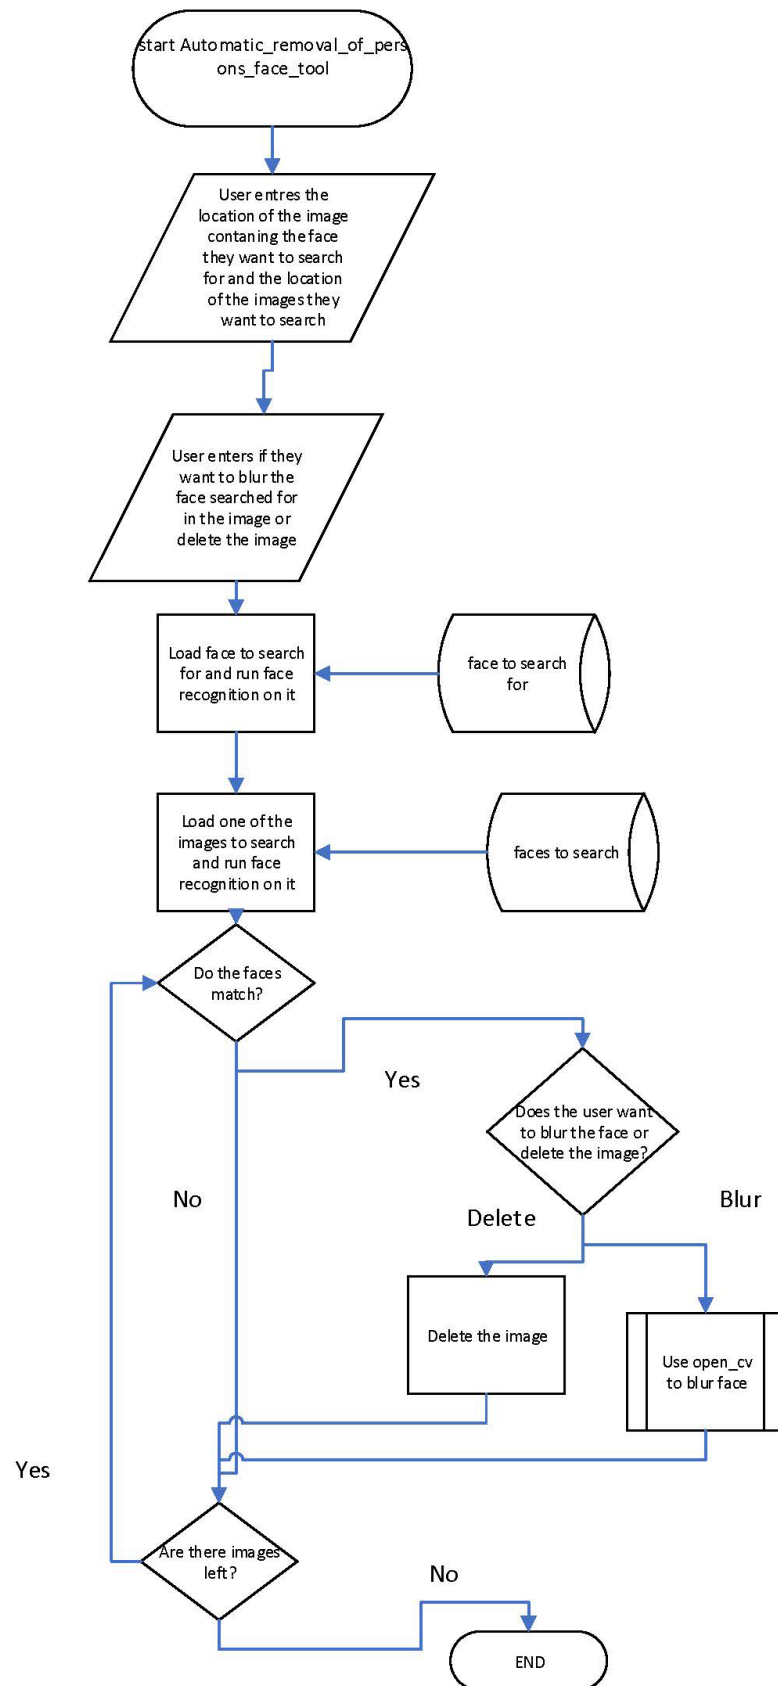 start Automatic_removal_of_pers
ons_face_tool
User entres the
location of the image
contaning the face
they want to search
for and the location
of the images they
want to search
User enters if they
want to blur the
face searched for
in the image or
delete the image
Load face to search
for and run face
recognition on it
face to search
for
Load one of the
images to search
and run face
recognition on it
faces to search
Do the faces
match?
Yes
Does the user want
to blur the face or
delete the image?
No
Delete
Blur
Delete the image
Use open_cv
to blur face
Yes
Are there images
left?
No
END